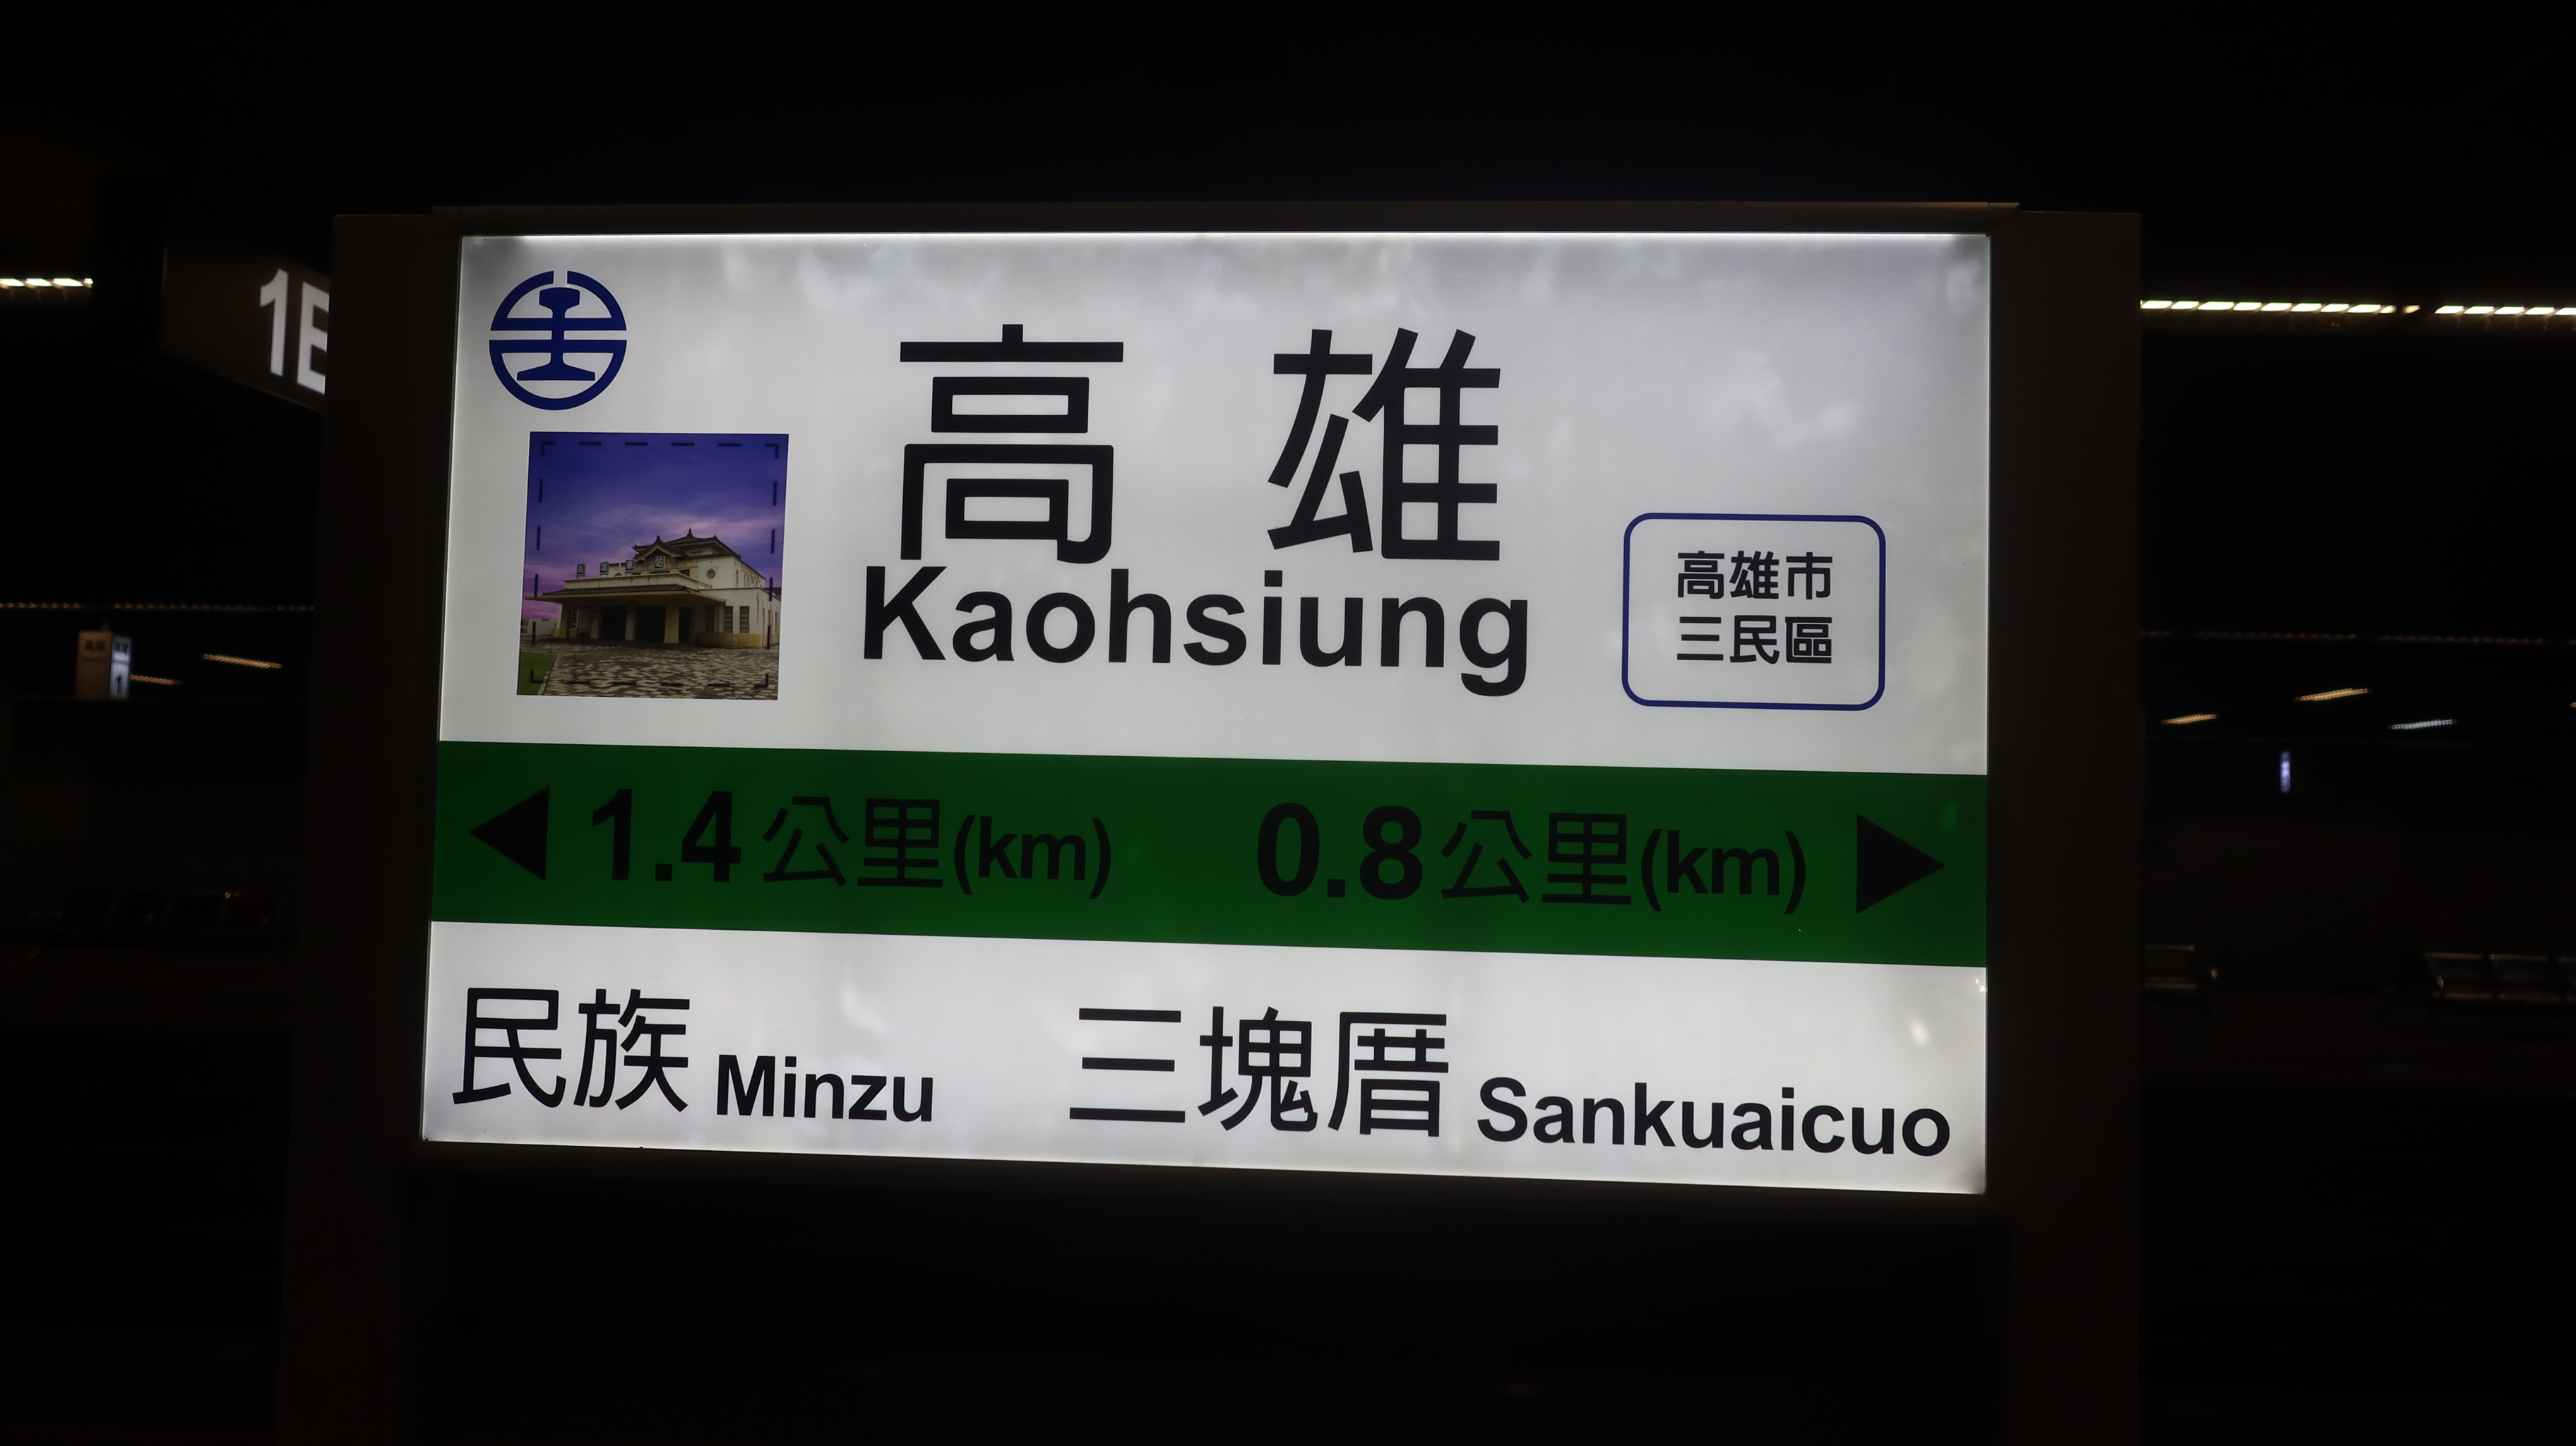 1E
高雄
Kaohsiung
高雄市
三民區
1.4公里(km)
0.8公里(km)
民族 Minzu
三塊厝 Sankuaicuo
1